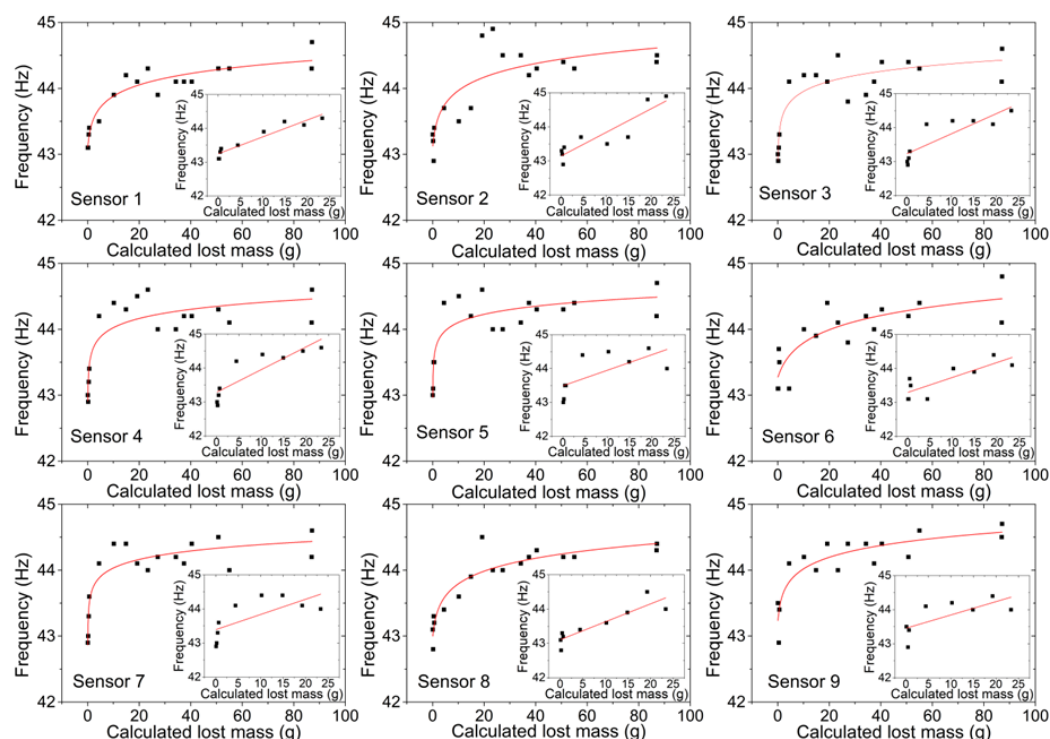 Frequency (Hz)
45
44
43
42
Frequency (Hz)
45
44
43
42
0 5 10 15 20 25
Calculated lost mass (g)
Sensor 1
0 20 40 60 80 100
Calculated lost mass (g)
Frequency (Hz)
45
44
43
42
Frequency (Hz)
45
44
43
42
0 5 10 15 20 25
Calculated lost mass (g)
Sensor 2
0 20 40 60 80 100
Calculated lost mass (g)
Frequency (Hz)
45
44
43
42
Frequency (Hz)
45
44
43
42
0 5 10 15 20 25
Calculated lost mass (g)
Sensor 3
0 20 40 60 80 100
Calculated lost mass (g)
Frequency (Hz)
45
44
43
42
Frequency (Hz)
45
44
43
42
0 5 10 15 20 25
Calculated lost mass (g)
Sensor 4
0 20 40 60 80 100
Calculated lost mass (g)
Frequency (Hz)
45
44
43
42
Frequency (Hz)
45
44
43
42
0 5 10 15 20 25
Calculated lost mass (g)
Sensor 5
0 20 40 60 80 100
Calculated lost mass (g)
Frequency (Hz)
45
44
43
42
Frequency (Hz)
45
44
43
42
0 5 10 15 20 25
Calculated lost mass (g)
Sensor 6
0 20 40 60 80 100
Calculated lost mass (g)
Frequency (Hz)
45
44
43
42
Frequency (Hz)
45
44
43
42
0 5 10 15 20 25
Calculated lost mass (g)
Sensor 7
0 20 40 60 80 100
Calculated lost mass (g)
Frequency (Hz)
45
44
43
42
Frequency (Hz)
45
44
43
42
0 5 10 15 20 25
Calculated lost mass (g)
Sensor 8
0 20 40 60 80 100
Calculated lost mass (g)
Frequency (Hz)
45
44
43
42
Frequency (Hz)
45
44
43
42
0 5 10 15 20 25
Calculated lost mass (g)
Sensor 9
0 20 40 60 80 100
Calculated lost mass (g)